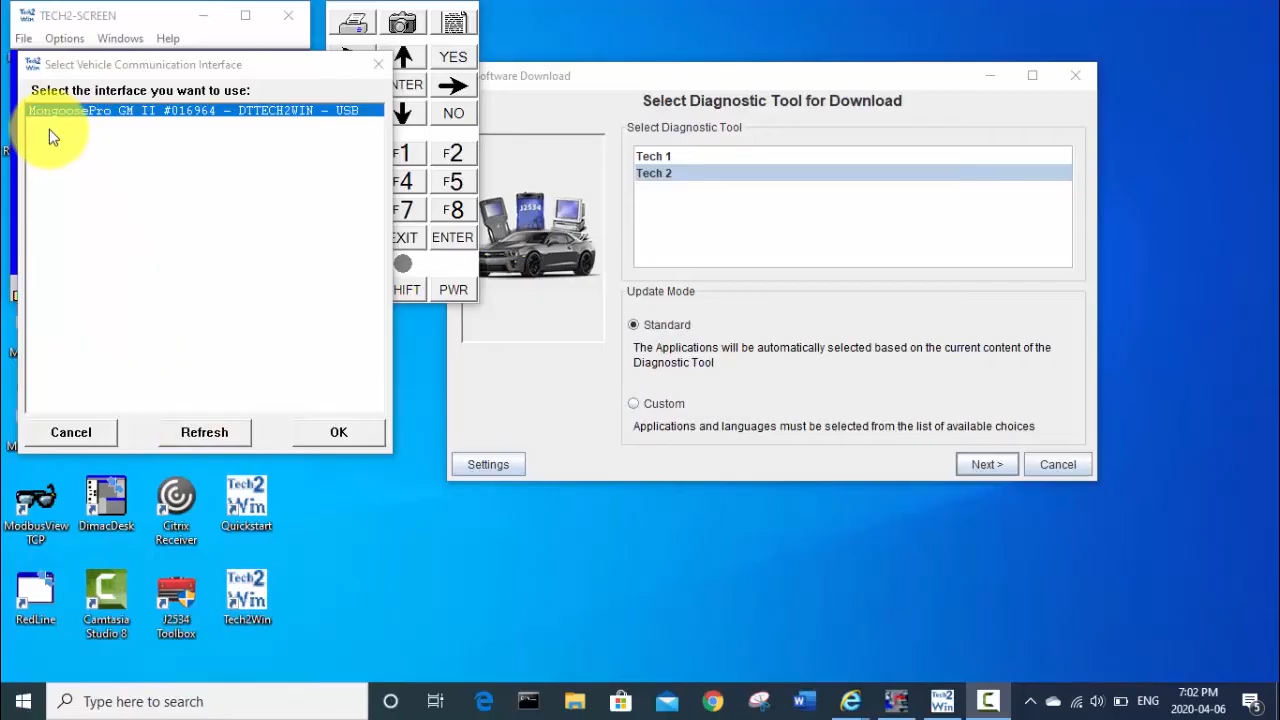 TECH2-SCREEN
File Options Windows Help
Select Vehicle Communication Interface
Select the interface you want to use:
MongoosePro GM II #016964 - DTTECH2WIN - USB
Cancel Refresh OK
YES
NTER
NO
F1 F2
F4 F5
F7 F8
EXIT ENTER
HIFT PWR
oftware Download
Select Diagnostic Tool for Download
Select Diagnostic Tool
Tech 1
Tech 2
J2534
Update Mode
Standard
The Applications will be automatically selected based on the current content of the
Diagnostic Tool
Custom
Applications and languages must be selected from the list of available choices
Settings Next > Cancel
Tech2
Win
ModbusView
TCP
DimacDesk
Citrix
Receiver
Quickstart
Tech2
Win
RedLine
Camtasia
Studio 8
J2534
Toolbox
Tech2Win
Type here to search
ENG
7:02 PM
2020-04-06
5